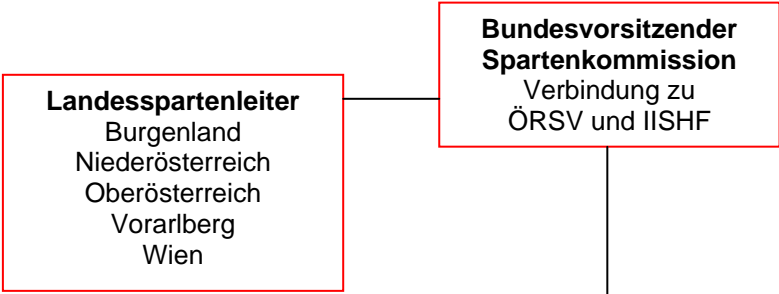 Bundesvorsitzender
Spartenkommission
Verbindung zu
ÖRSV und IISHF
Landesspartenleiter
Burgenland
Niederösterreich
Oberösterreich
Vorarlberg
Wien